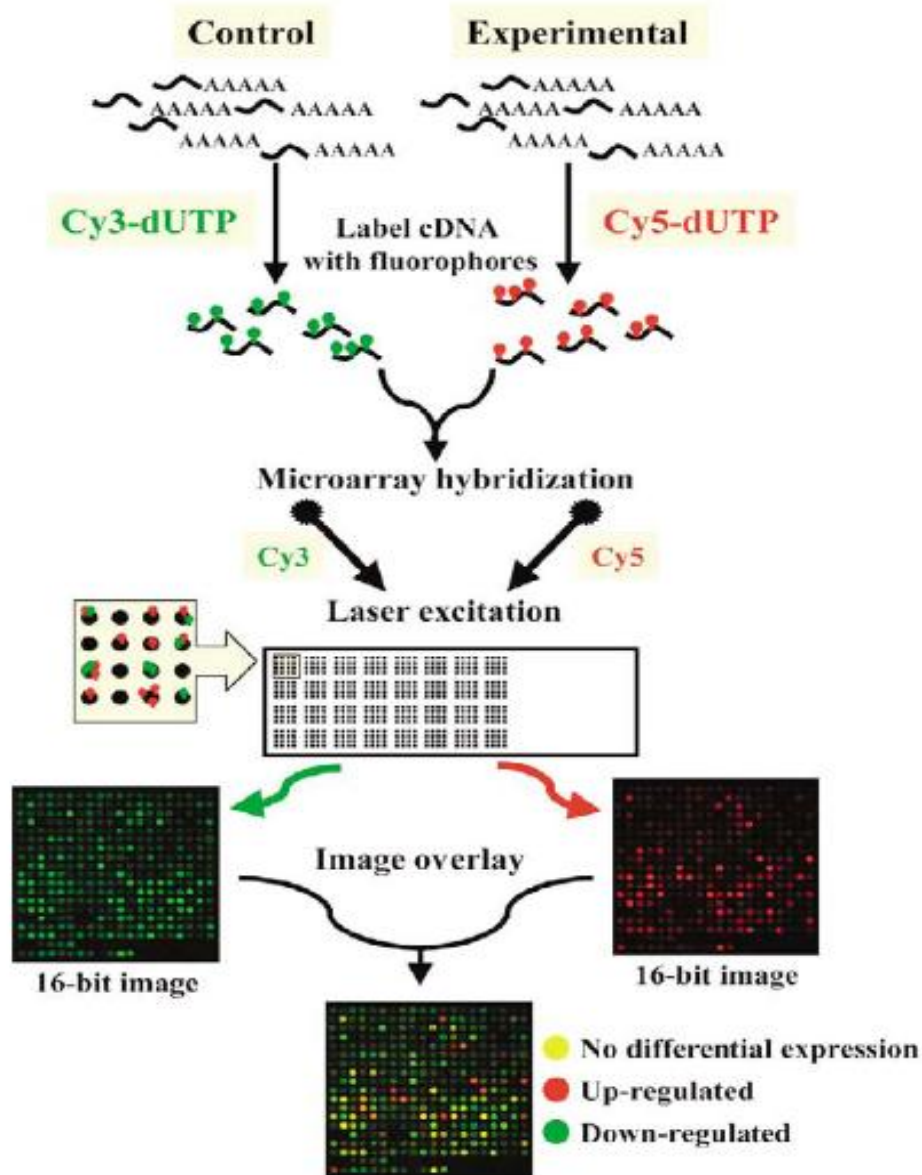 Control
Experimental
AAAAA
AAAAA
AAAAA
AAAAA
AAAAA
AAAAA
AAAAA
AAAAA
AAAAA
AAAAA
Cy3-dUTP
Label cDNA
with fluorophores
Cy5-dUTP
Microarray hybridization
Cy3
Cy5
Laser excitation
Image overlay
16-bit image
16-bit image
No differential expression
Up-regulated
Down-regulated